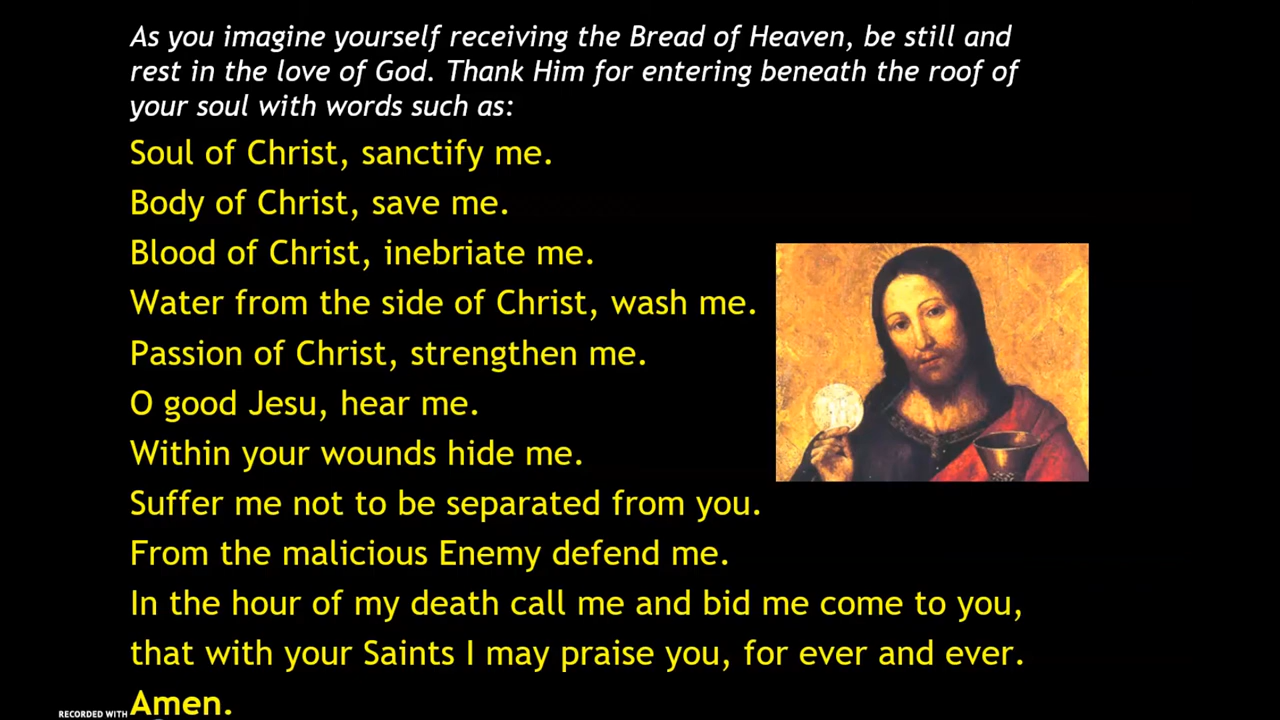 As you imagine yourself receiving the Bread of Heaven, be still and
rest in the love of God. Thank Him for entering beneath the roof of
your soul with words such as:
Soul of Christ, sanctify me.
Body of Christ, save me.
Blood of Christ, inebriate me.
Water from the side of Christ, wash me.
Passion of Christ, strengthen me.
O good Jesu, hear me.
Within your wounds hide me.
Suffer me not to be separated from you.
From the malicious Enemy defend me.
In the hour of my death call me and bid me come to you,
that with your Saints I may praise you, for ever and ever.
Amen.
RECORDED WITH